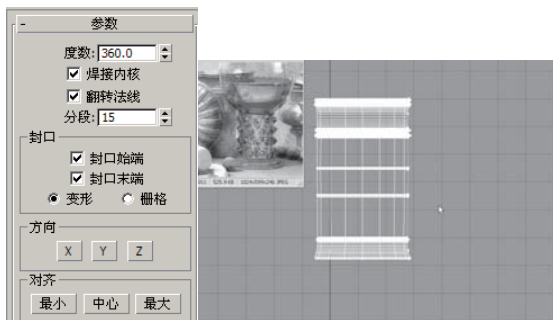 - 参数
度数: 360.0
焊接内核
翻转法线
分段: 15
封口
封口始端
封口末端
变形 栅格
方向
X Y Z
对齐
最小 中心 最大